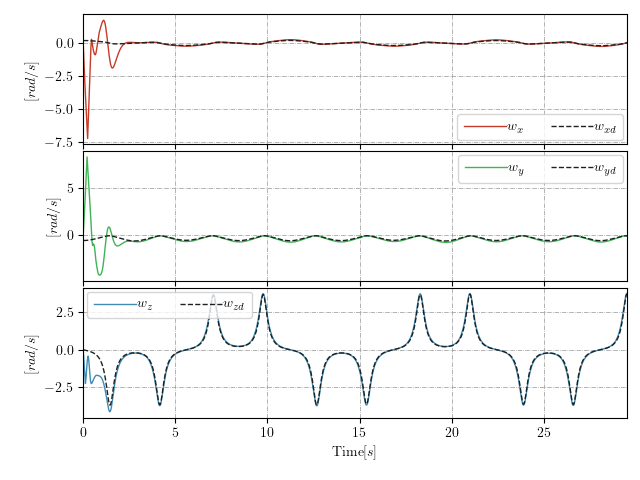 0.0
−2.5
−5.0
−7.5
[rad/s]
w_x w_xd
5
0
[rad/s]
w_y w_yd
2.5
0.0
−2.5
[rad/s]
w_z w_zd
0 5 10 15 20 25
Time[s]